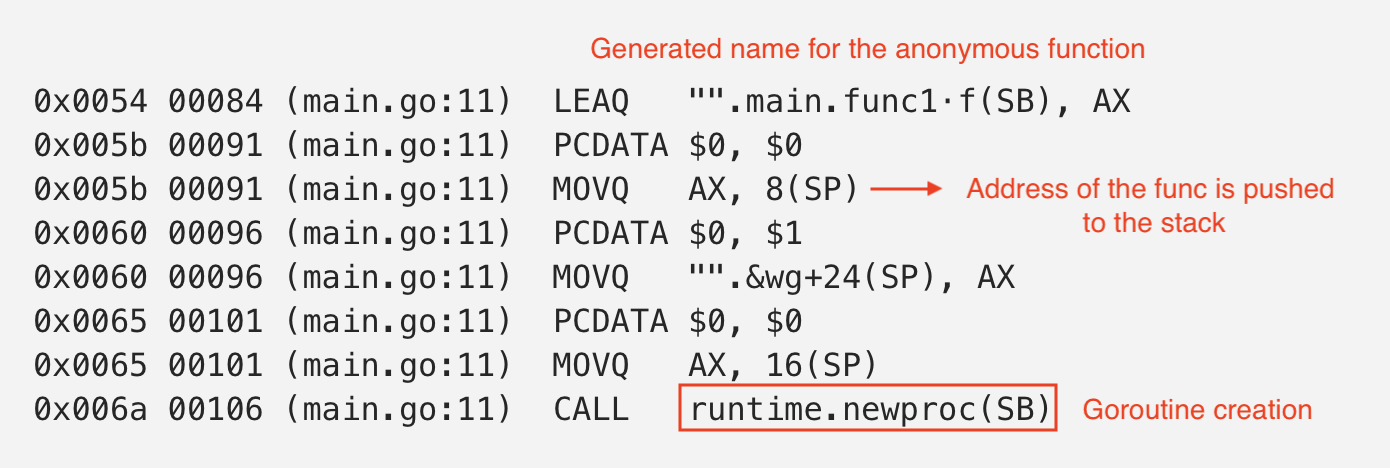 Generated name for the anonymous function
0x0054 00084 (main.go:11)  LEAQ   "".main.func1·f(SB), AX
0x005b 00091 (main.go:11)  PCDATA $0, $0
0x005b 00091 (main.go:11)  MOVQ   AX, 8(SP) Address of the func is pushed
to the stack
0x0060 00096 (main.go:11)  PCDATA $0, $1
0x0060 00096 (main.go:11)  MOVQ   "".&wg+24(SP), AX
0x0065 00101 (main.go:11)  PCDATA $0, $0
0x0065 00101 (main.go:11)  MOVQ   AX, 16(SP)
0x006a 00106 (main.go:11)  CALL   runtime.newproc(SB) Goroutine creation